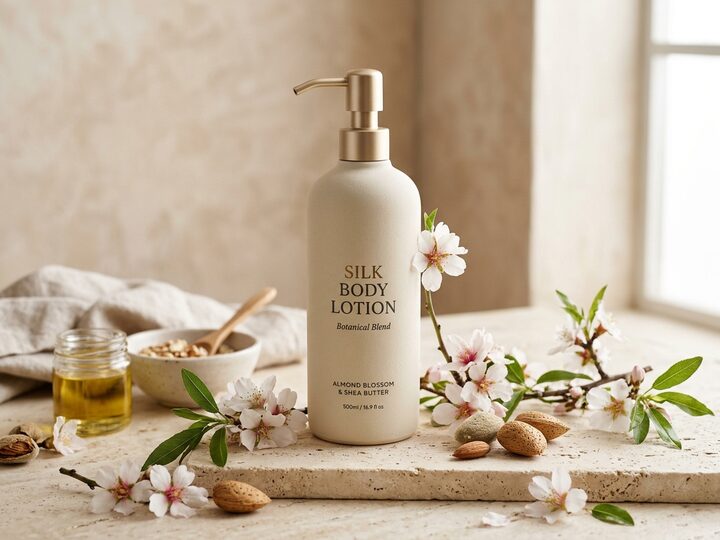 SILK
BODY
LOTION
Botanical Blend
ALMOND BLOSSOM
& SHEA BUTTER
500ml / 16.9 fl oz